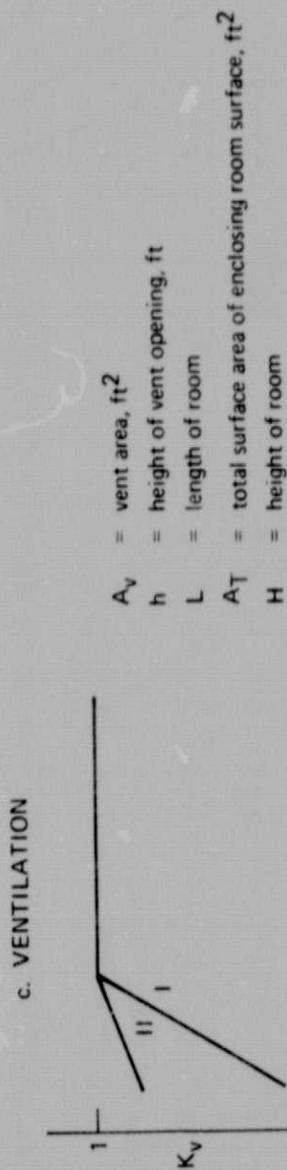 c. VENTILATION
1
K_v
II
I
A_v = vent area, ft²
h = height of vent opening, ft
L = length of room
A_T = total surface area of enclosing room surface, ft²
H = height of room